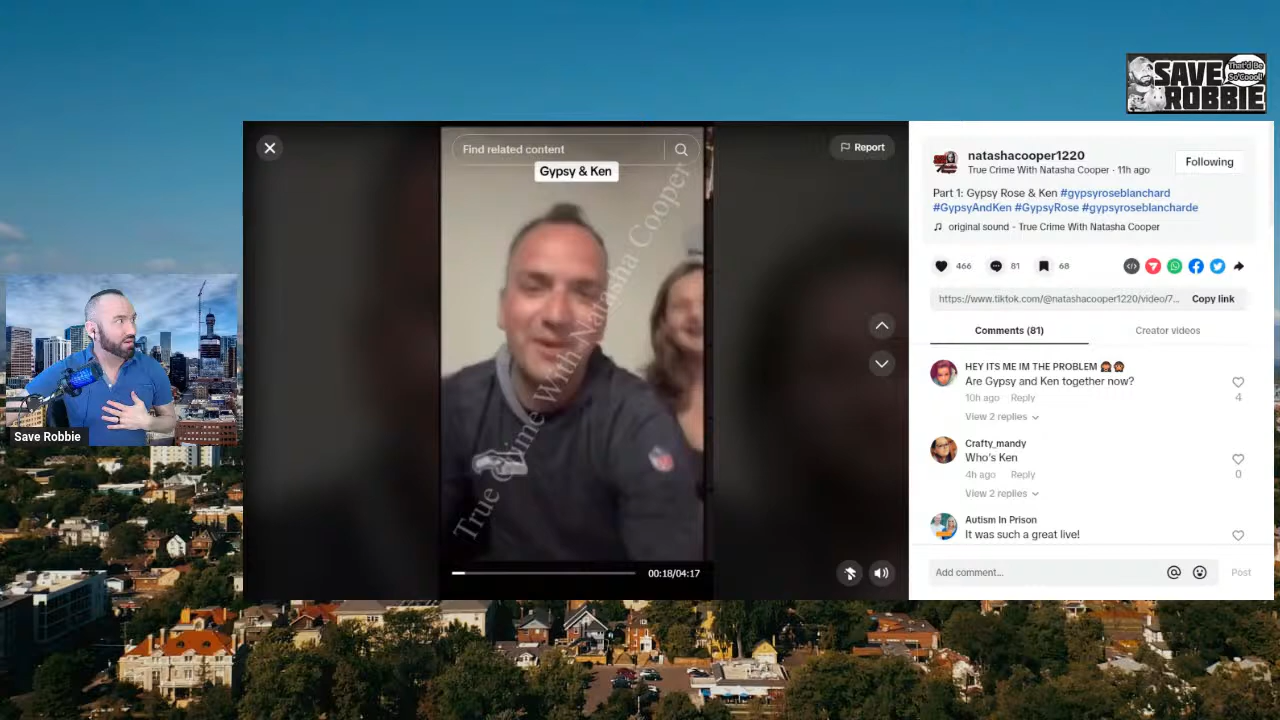 That'd Be
So Coool!
SAVE
ROBBIE
Find related content
Report
Gypsy & Ken
True Crime With Natasha Cooper
00:18/04:17
Save Robbie
natashacooper1220
True Crime With Natasha Cooper · 11h ago
Following
Part 1: Gypsy Rose & Ken #gypsyroseblanchard
#GypsyAndKen #GypsyRose #gypsyroseblancharde
original sound - True Crime With Natasha Cooper
466
81
68
https://www.tiktok.com/@natashacooper1220/video/7...
Copy link
Comments (81)
Creator videos
HEY ITS ME IM THE PROBLEM
Are Gypsy and Ken together now?
10h ago Reply
4
View 2 replies
Crafty_mandy
Who's Ken
4h ago Reply
0
View 2 replies
Autism In Prison
It was such a great live!
Add comment...
Post